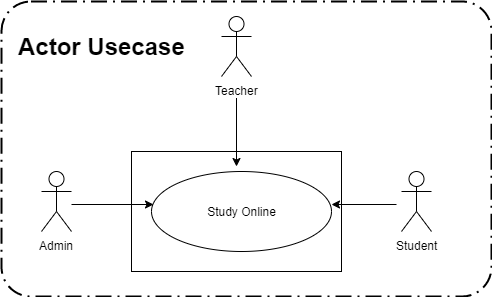 Actor Usecase
Teacher
Study Online
Admin
Student